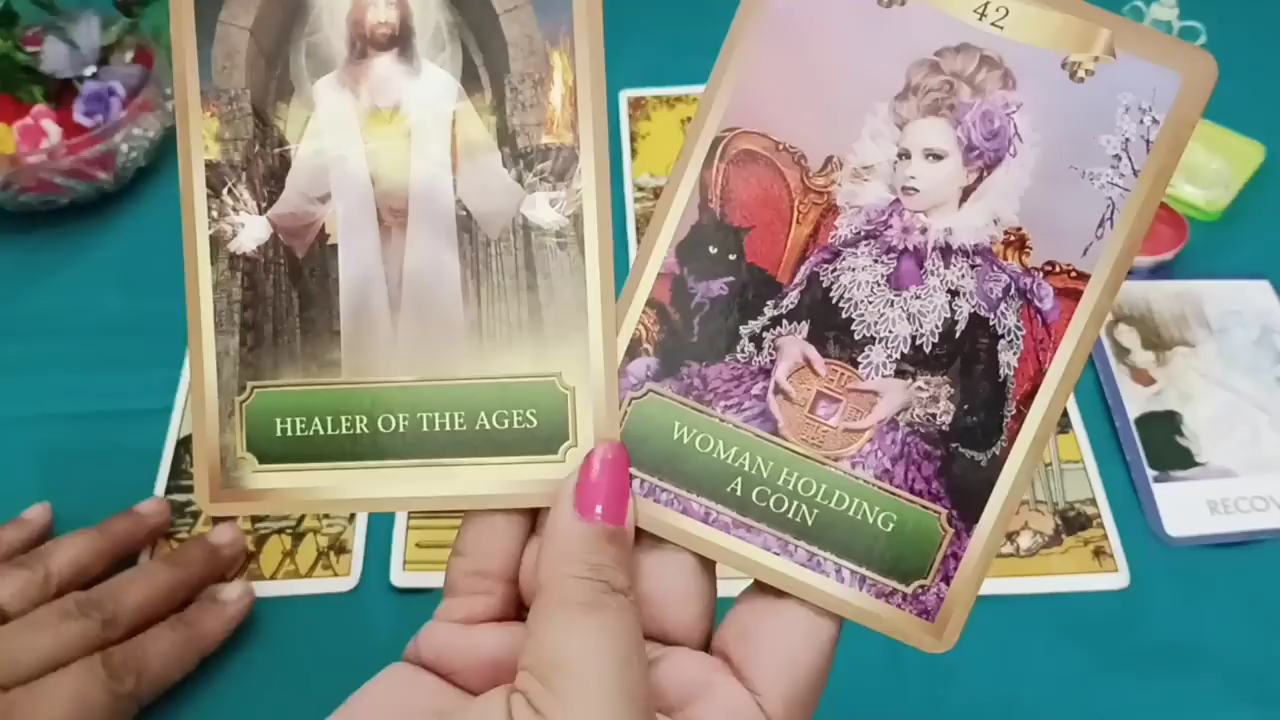 42
HEALER OF THE AGES
WOMAN HOLDING
A COIN
RECOV